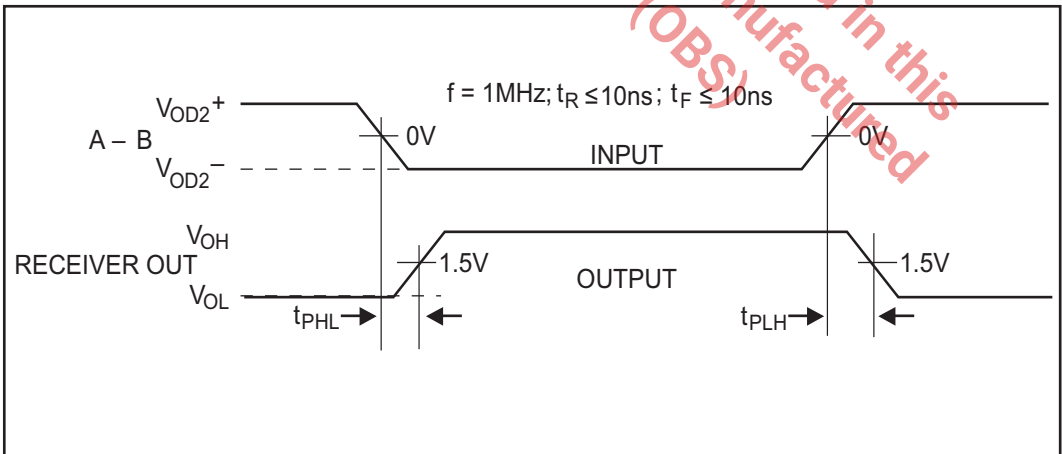 d in this
nufactured
(OBS)
f = 1MHz; tR ≤ 10ns; tF ≤ 10ns
VOD2+
A – B
0V
0V
INPUT
VOD2–
VOH
RECEIVER OUT
1.5V
1.5V
OUTPUT
VOL
tPHL
tPLH